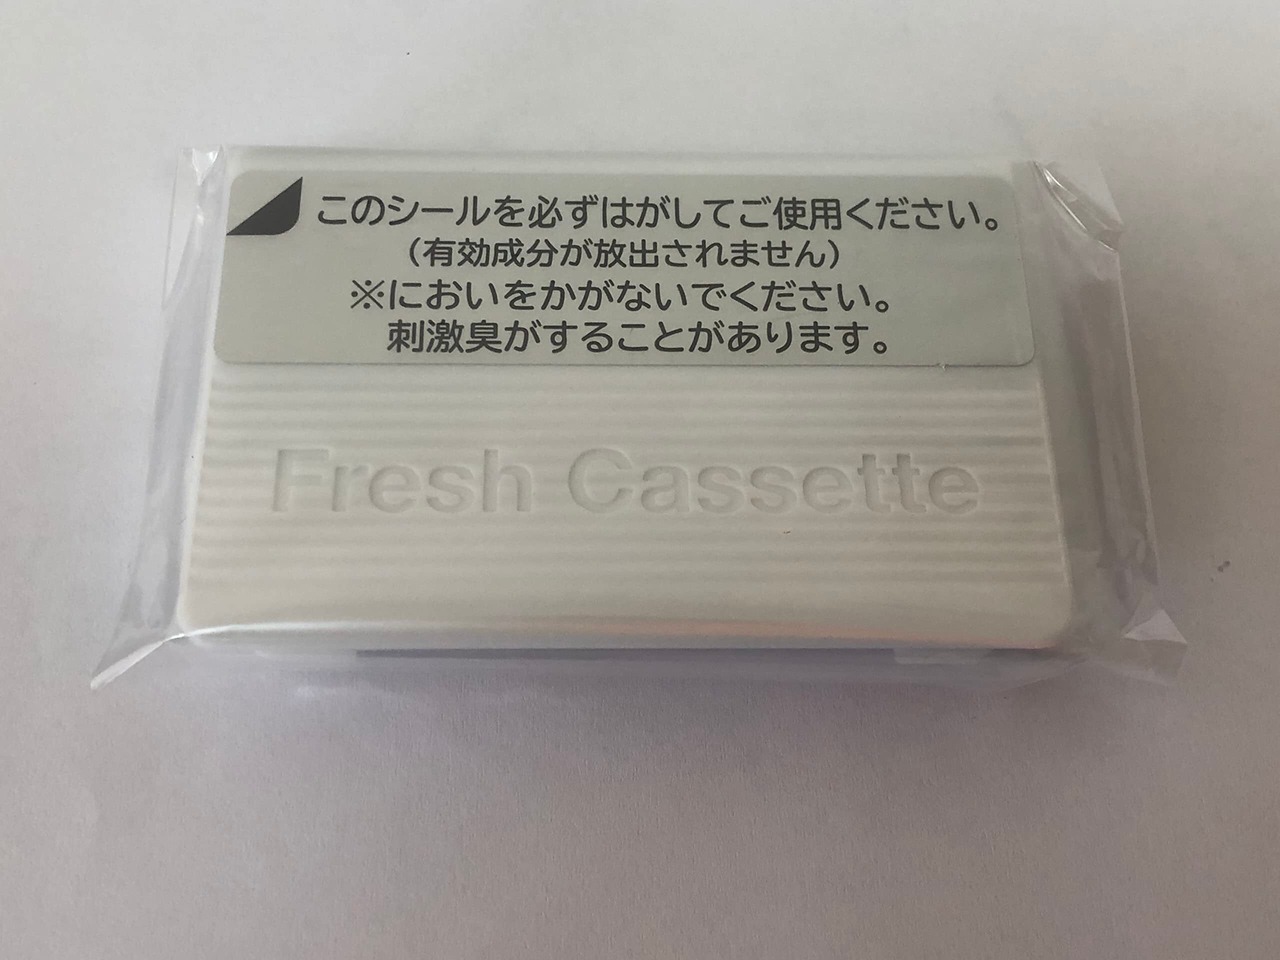 このシールを必ずはがしてご使用ください。
(有効成分が放出されません)
※においをかがないでください。
刺激臭がすることがあります。
Fresh Cassette